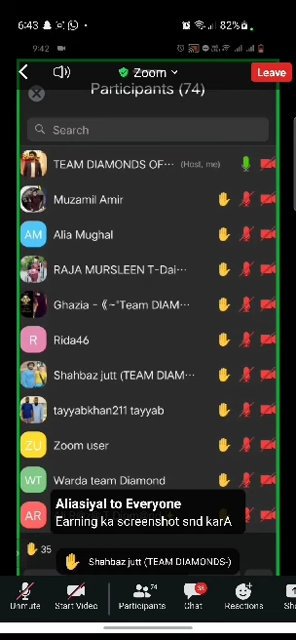 6:43
82%
9:42
Zoom
Leave
Participants (74)
Search
TEAM DIAMONDS OF··· (Host, me)
Muzamil Amir
AM Alia Mughal
RAJA MURSLEEN T-Dai···
Ghazia - 《~"Team DIAM···
R Rida46
Shahbaz jutt (TEAM DIAM···
tayyabkhan211 tayyab
ZU Zoom user
WT Warda team Diamond
AR
Aliasiyal to Everyone
Earning ka screenshot snd karA
35
Shahbaz jutt (TEAM DIAMONDS-)
74
Unmute
Start Video
Participants
Chat
Reactions